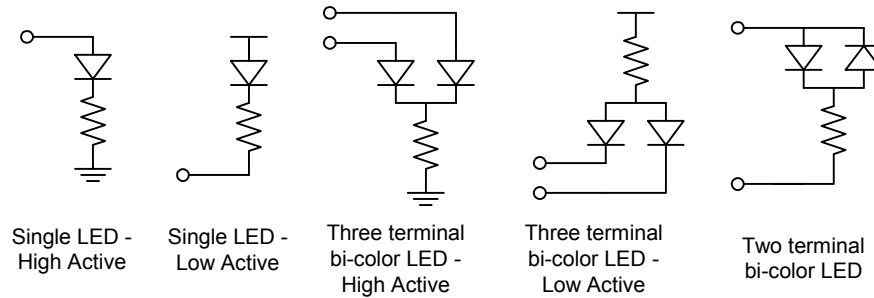 Single LED -
High Active
Single LED -
Low Active
Three terminal
bi-color LED -
High Active
Three terminal
bi-color LED -
Low Active
Two terminal
bi-color LED